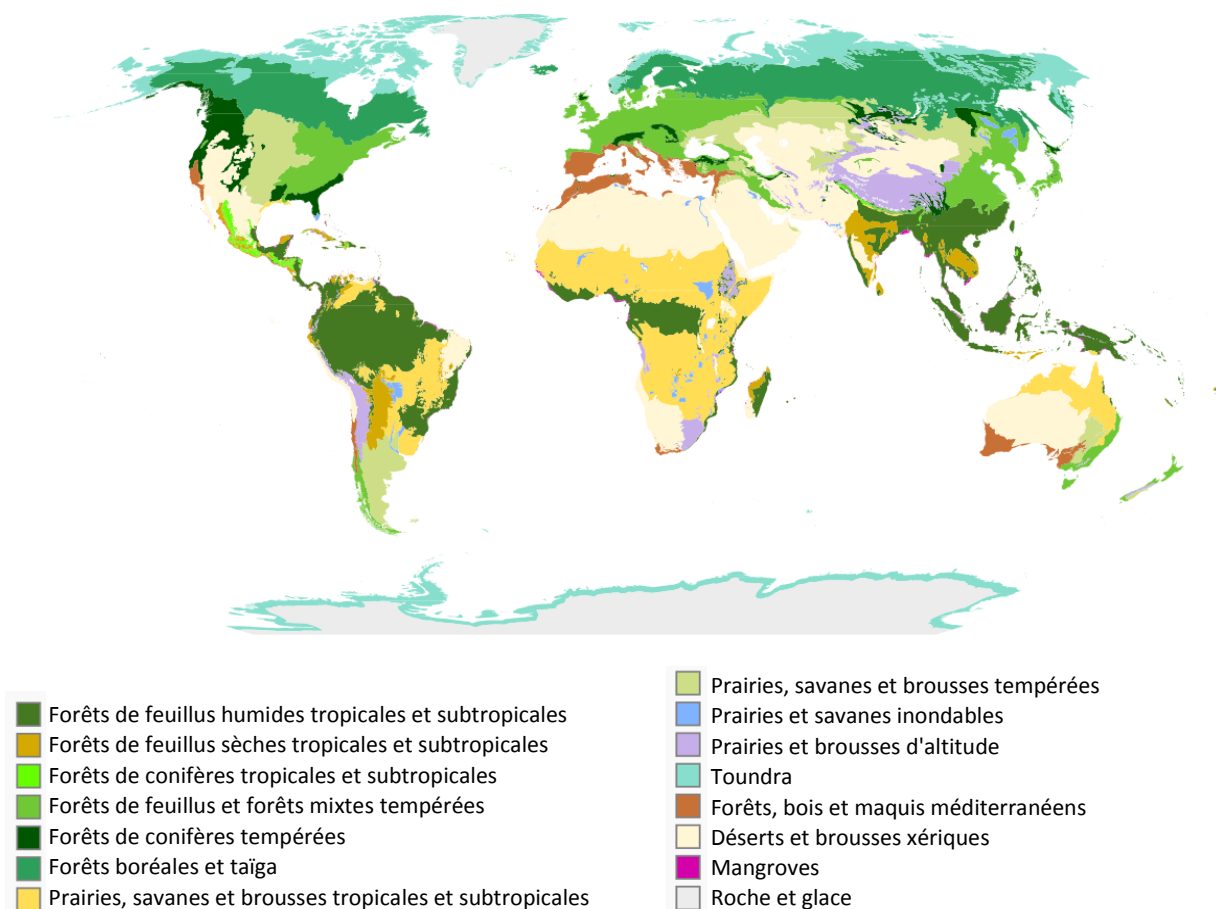 Forêts de feuillus humides tropicales et subtropicales
Forêts de feuillus sèches tropicales et subtropicales
Forêts de conifères tropicales et subtropicales
Forêts de feuillus et forêts mixtes tempérées
Forêts de conifères tempérées
Forêts boréales et taïga
Prairies, savanes et brousses tropicales et subtropicales
Prairies, savanes et brousses tempérées
Prairies et savanes inondables
Prairies et brousses d'altitude
Toundra
Forêts, bois et maquis méditerranéens
Déserts et brousses xériques
Mangroves
Roche et glace